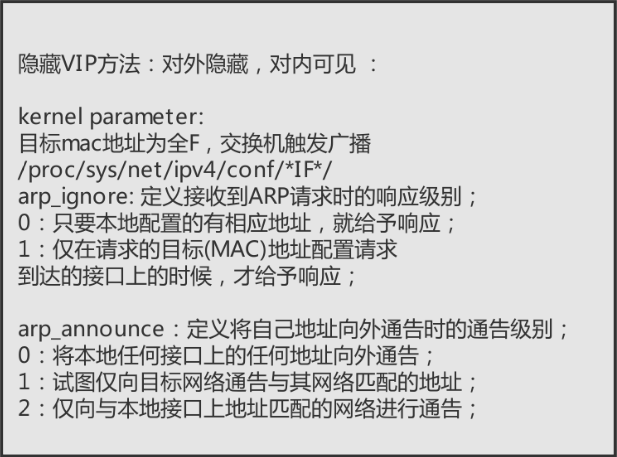 隐藏VIP方法：对外隐藏，对内可见 ：
kernel parameter:
目标mac地址为全F，交换机触发广播
/proc/sys/net/ipv4/conf/*IF*/
arp_ignore: 定义接收到ARP请求时的响应级别；
0：只要本地配置的有相应地址，就给予响应；
1：仅在请求的目标(MAC)地址配置请求
到达的接口上的时候，才给予响应；
arp_announce：定义将自己地址向外通告时的通告级别；
0：将本地任何接口上的任何地址向外通告；
1：试图仅向目标网络通告与其网络匹配的地址；
2：仅向与本地接口上地址匹配的网络进行通告；